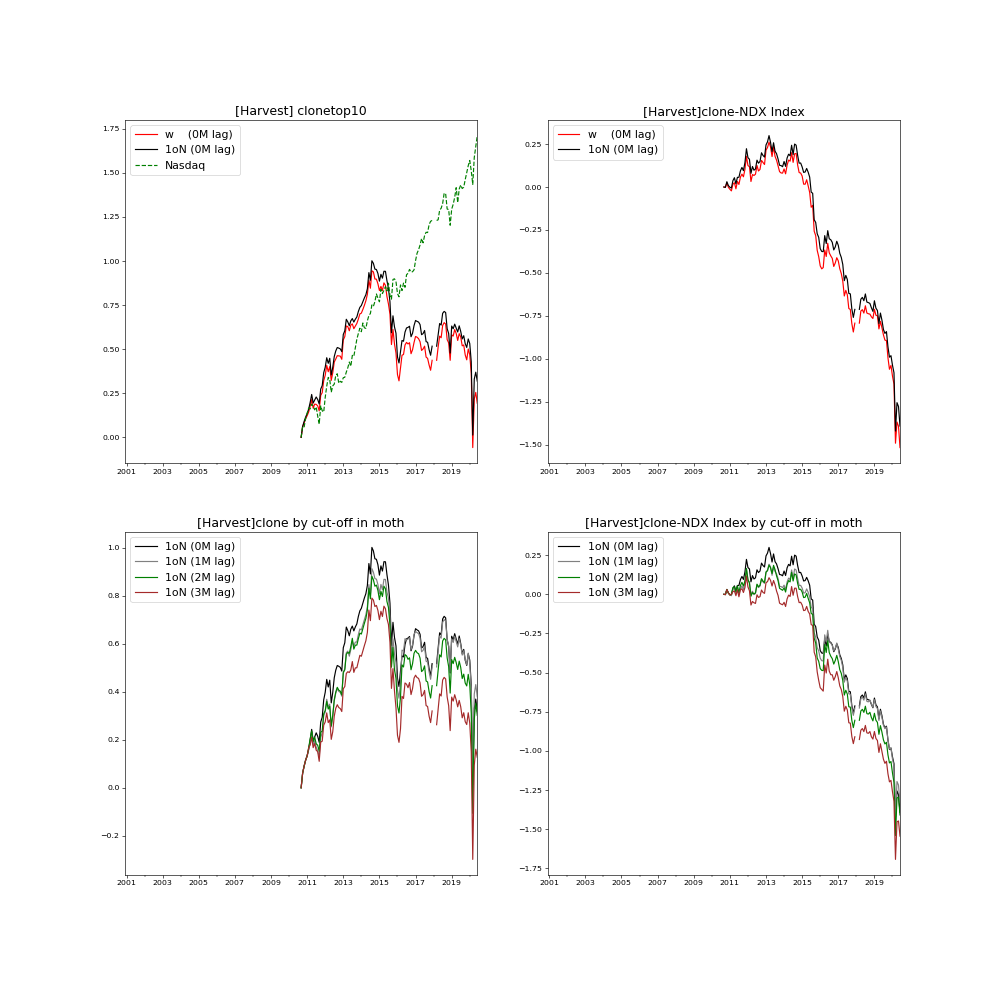 [Harvest] clonetop10
w    (0M lag)
1oN (0M lag)
Nasdaq
1.75
1.50
1.25
1.00
0.75
0.50
0.25
0.00
2001 2003 2005 2007 2009 2011 2013 2015 2017 2019
[Harvest]clone-NDX Index
w    (0M lag)
1oN (0M lag)
0.25
0.00
−0.25
−0.50
−0.75
−1.00
−1.25
−1.50
2001 2003 2005 2007 2009 2011 2013 2015 2017 2019
[Harvest]clone by cut-off in moth
1oN (0M lag)
1oN (1M lag)
1oN (2M lag)
1oN (3M lag)
1.0
0.8
0.6
0.4
0.2
0.0
−0.2
2001 2003 2005 2007 2009 2011 2013 2015 2017 2019
[Harvest]clone-NDX Index by cut-off in moth
1oN (0M lag)
1oN (1M lag)
1oN (2M lag)
1oN (3M lag)
0.25
0.00
−0.25
−0.50
−0.75
−1.00
−1.25
−1.50
−1.75
2001 2003 2005 2007 2009 2011 2013 2015 2017 2019